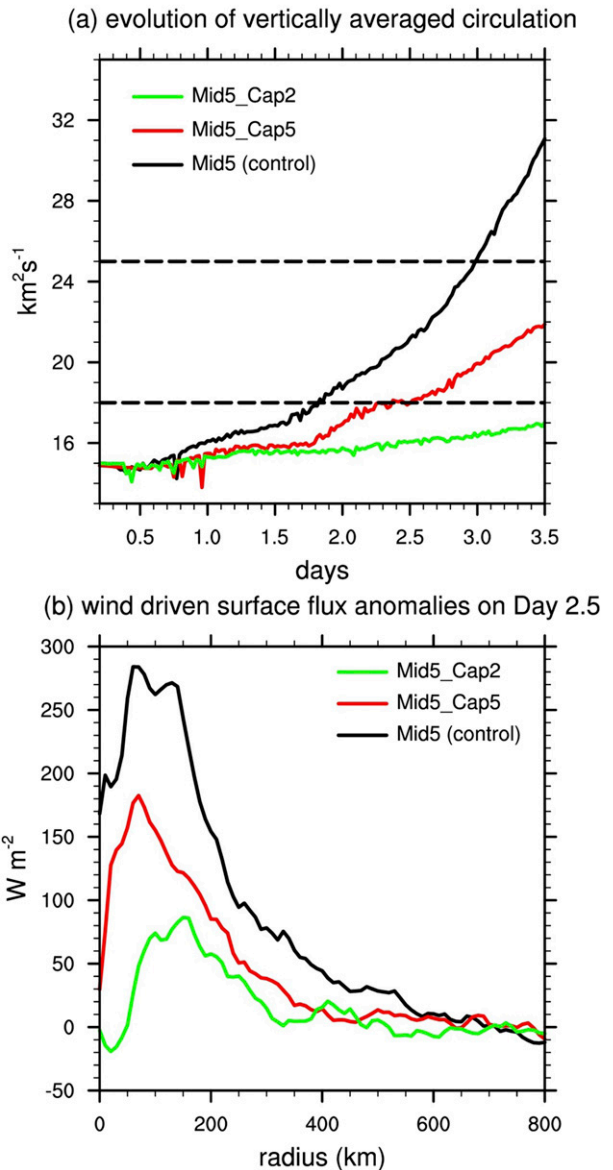 (a) evolution of vertically averaged circulation
Mid5_Cap2
Mid5_Cap5
Mid5 (control)
32
28
24
20
16
km²s⁻¹
0.5 1.0 1.5 2.0 2.5 3.0 3.5
days
(b) wind driven surface flux anomalies on Day 2.5
Mid5_Cap2
Mid5_Cap5
Mid5 (control)
300
250
200
150
100
50
0
-50
W m⁻²
0 200 400 600 800
radius (km)